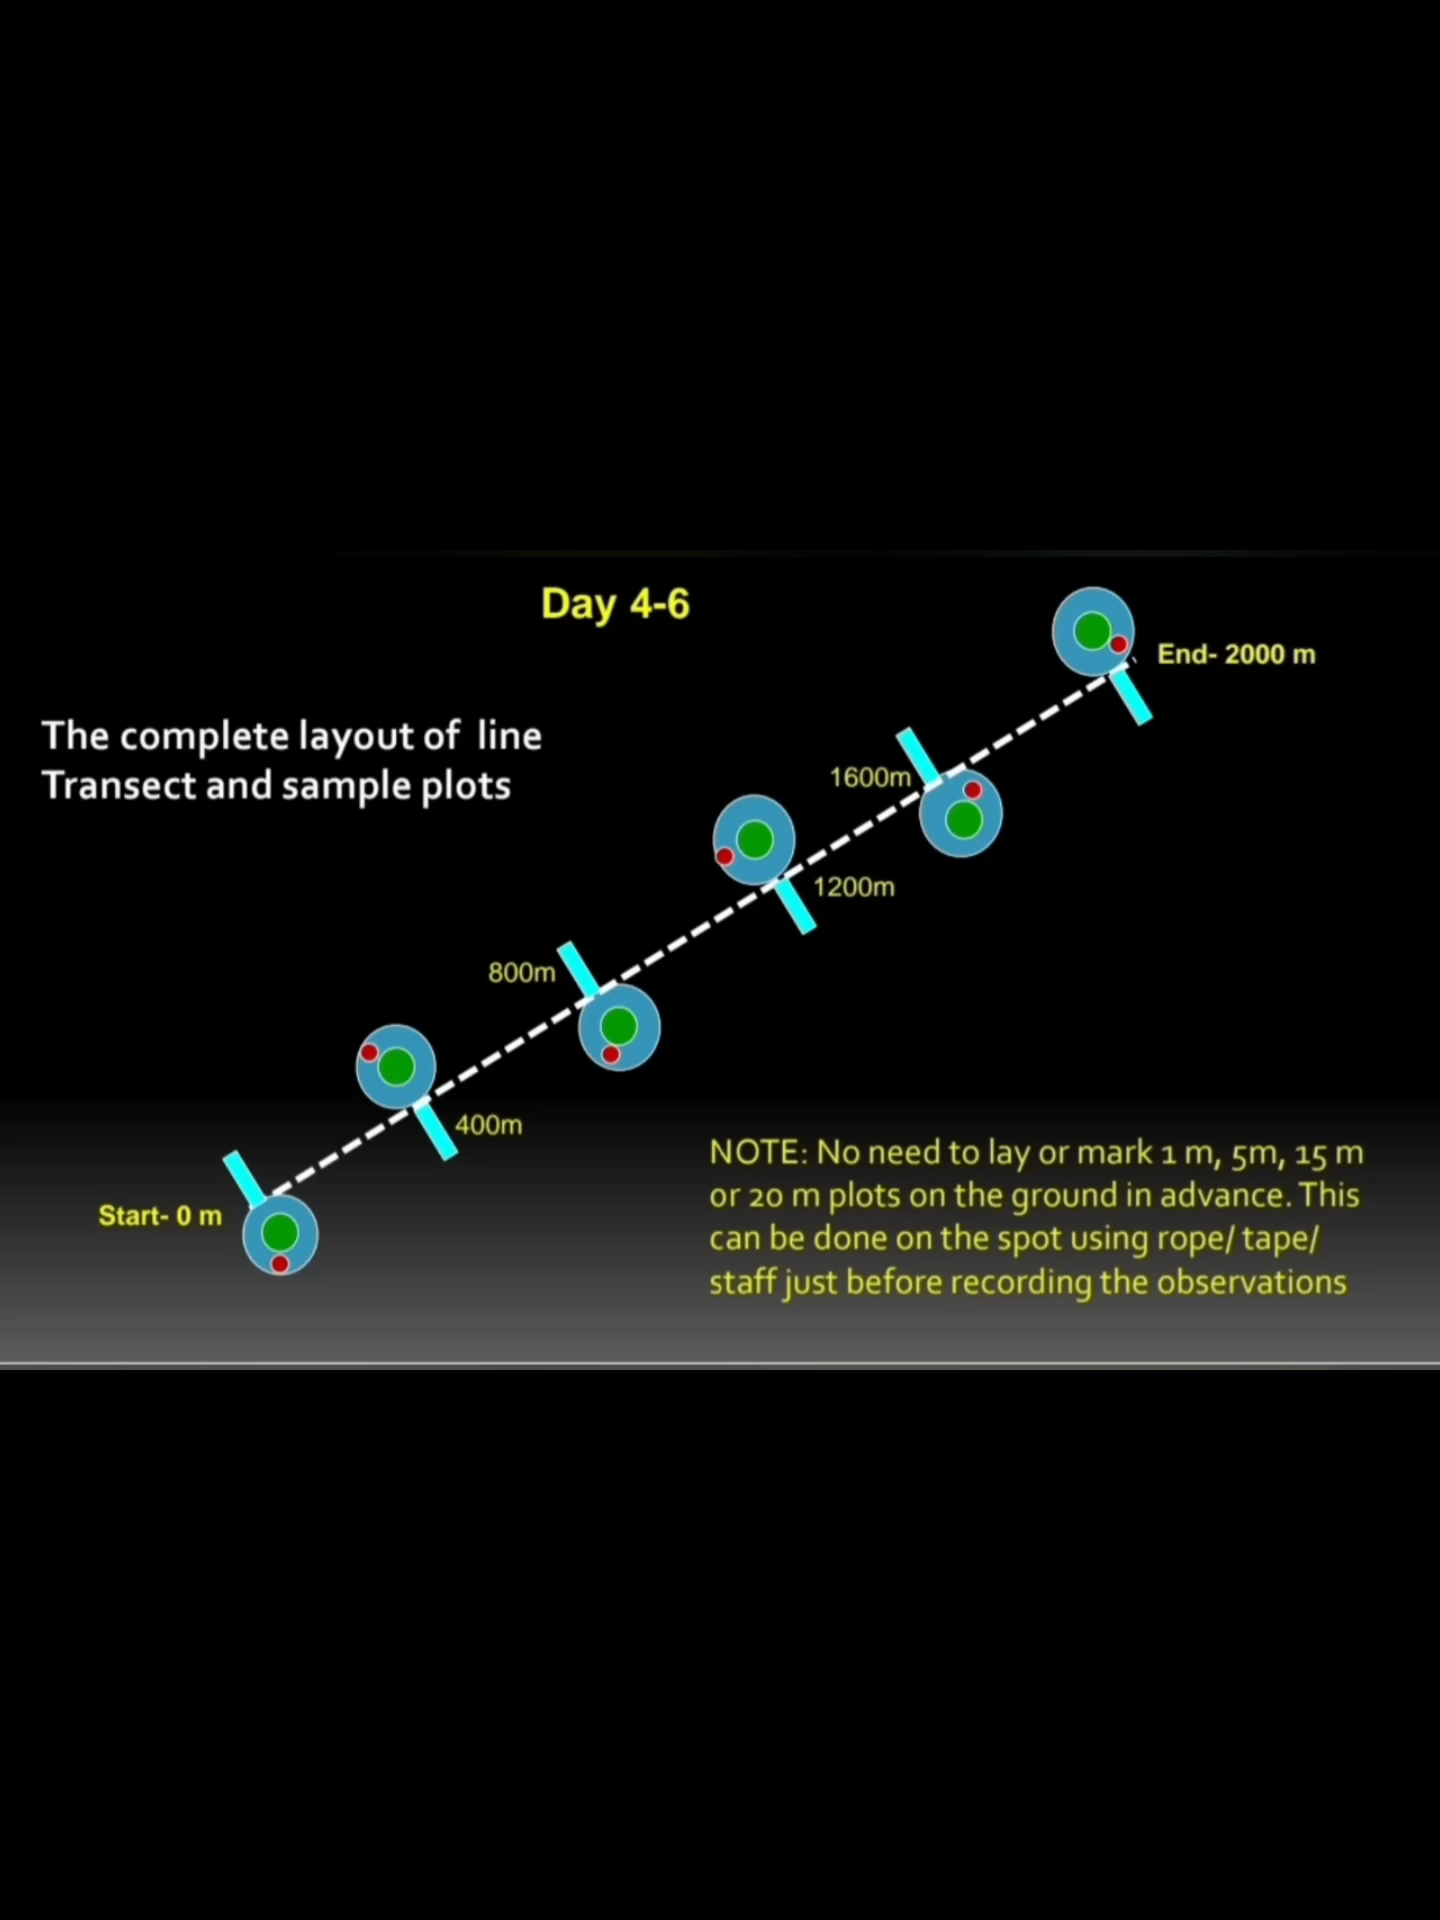 Day 4-6
End- 2000 m
The complete layout of line
Transect and sample plots
1600m
1200m
800m
400m
Start- 0 m
NOTE: No need to lay or mark 1 m, 5m, 15 m
or 20 m plots on the ground in advance. This
can be done on the spot using rope/ tape/
staff just before recording the observations